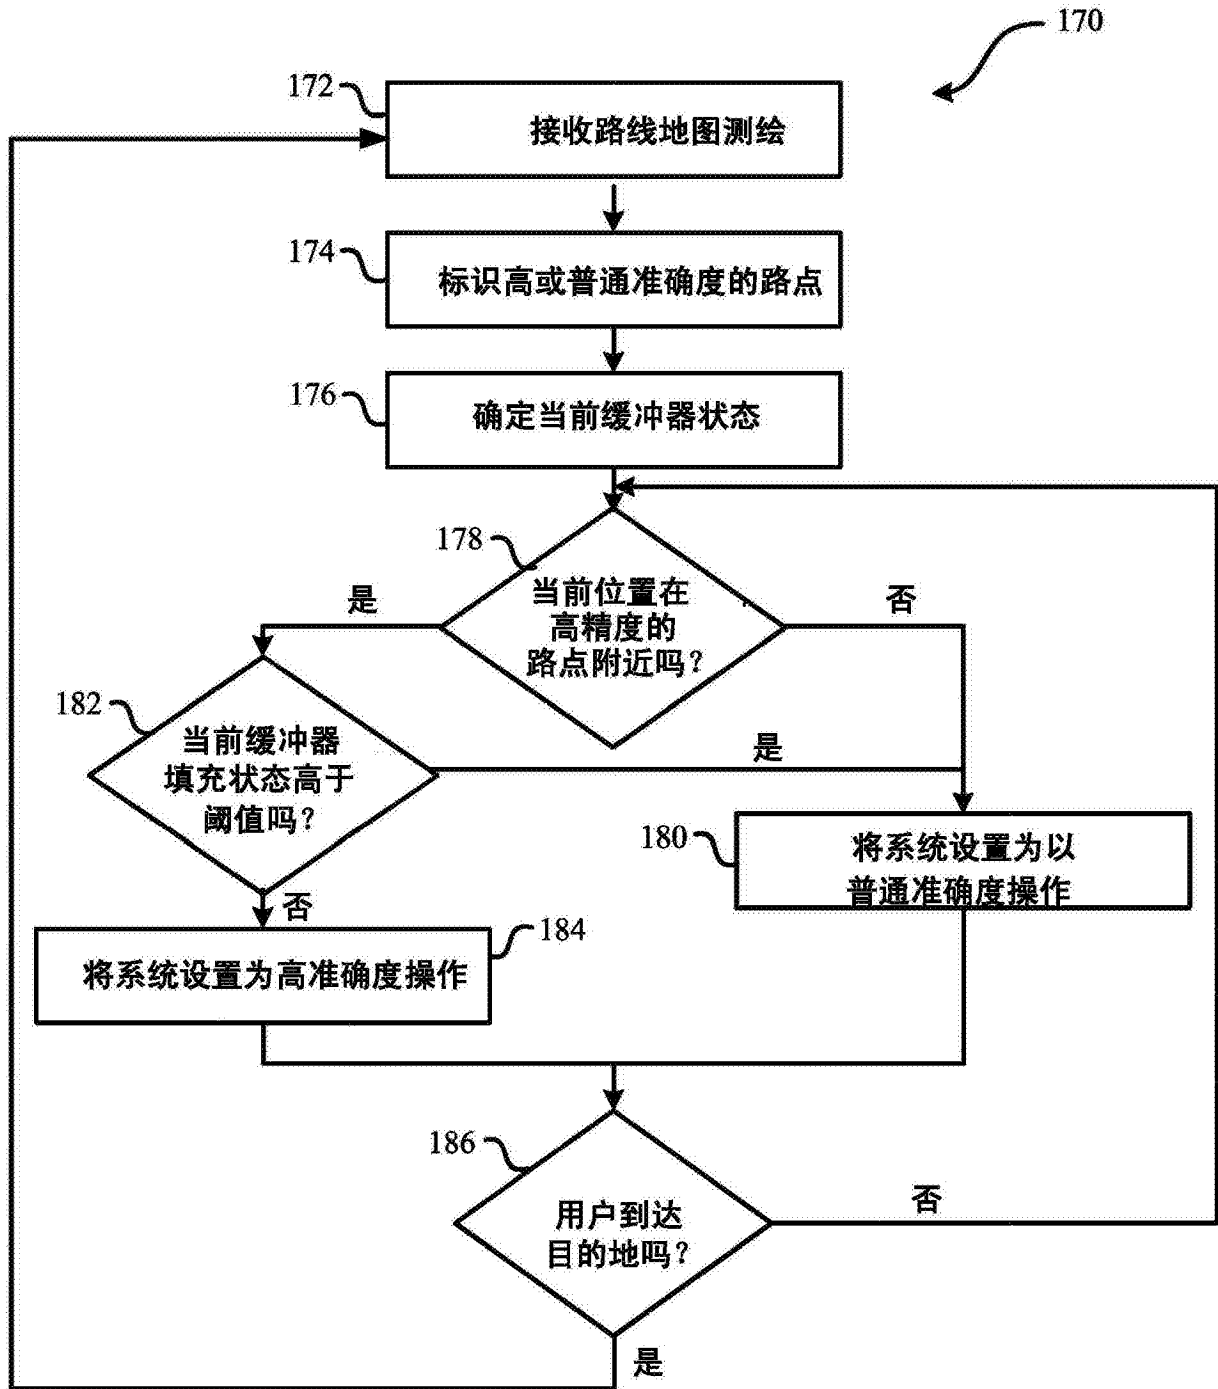 170
172
接收路线地图测绘
174
标识高或普通准确度的路点
176
确定当前缓冲器状态
178
当前位置在
高精度的
路点附近吗?
是
否
182
当前缓冲器
填充状态高于
阈值吗?
是
否
180
将系统设置为以
普通准确度操作
184
将系统设置为高准确度操作
186
用户到达
目的地吗?
否
是